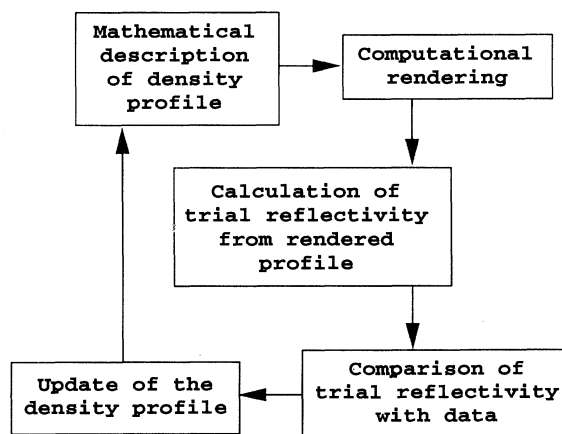 Mathematical
description
of density
profile
Computational
rendering
Calculation of
trial reflectivity
from rendered
profile
Comparison of
trial reflectivity
with data
Update of the
density profile